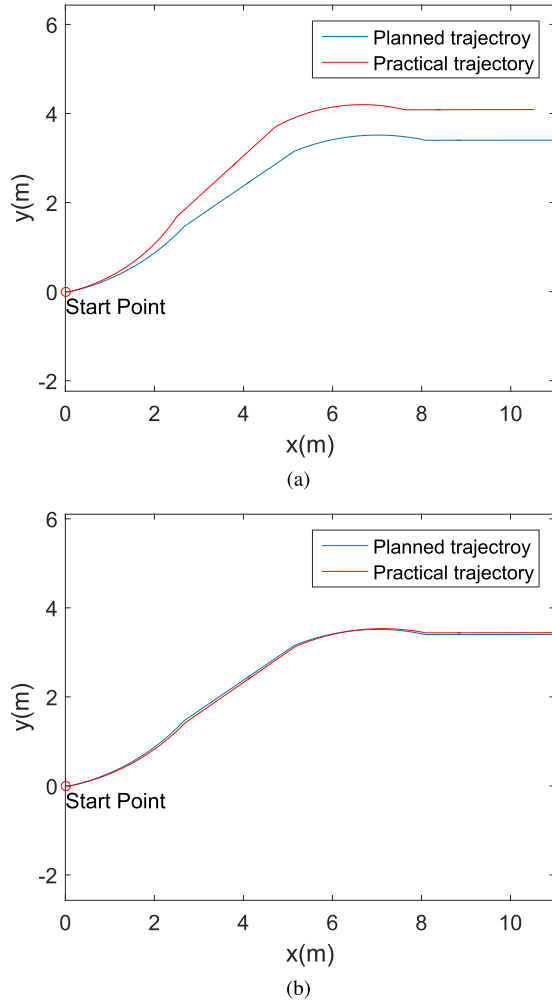 6
Planned trajectroy
Practical trajectory
4
y(m)
2
0
Start Point
-2
0 2 4 6 8 10
x(m)
(a)
6
Planned trajectroy
Practical trajectory
4
y(m)
2
0
Start Point
-2
0 2 4 6 8 10
x(m)
(b)